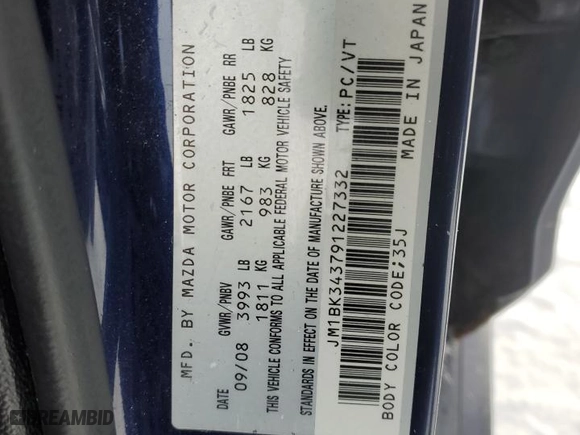 MFD. BY MAZDA MOTOR CORPORATION
DATE GVWR/PNBV GAWR/PNBE FRT GAWR/PNBE RR
09/08 3993 LB 2167 LB 1825 LB
1811 KG 983 KG 828 KG
THIS VEHICLE CONFORMS TO ALL APPLICABLE FEDERAL MOTOR VEHICLE SAFETY
STANDARDS IN EFFECT ON THE DATE OF MANUFACTURE SHOWN ABOVE.
JM1BK343791227332 TYPE: PC/VT
BODY COLOR CODE;35J MADE IN JAPAN
STREAMBID